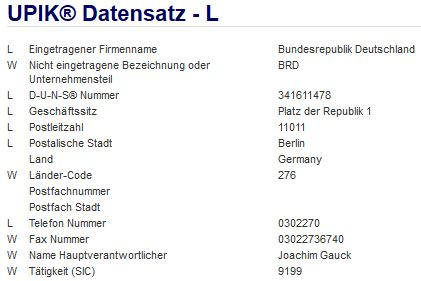 UPIK® Datensatz - L
L Eingetragener Firmenname Bundesrepublik Deutschland
W Nicht eingetragene Bezeichnung oder BRD
Unternehmensteil
L D-U-N-S® Nummer 341611478
L Geschäftssitz Platz der Republik 1
L Postleitzahl 11011
L Postalische Stadt Berlin
Land Germany
W Länder-Code 276
Postfachnummer
Postfach Stadt
L Telefon Nummer 0302270
W Fax Nummer 03022736740
W Name Hauptverantwortlicher Joachim Gauck
W Tätigkeit (SIC) 9199